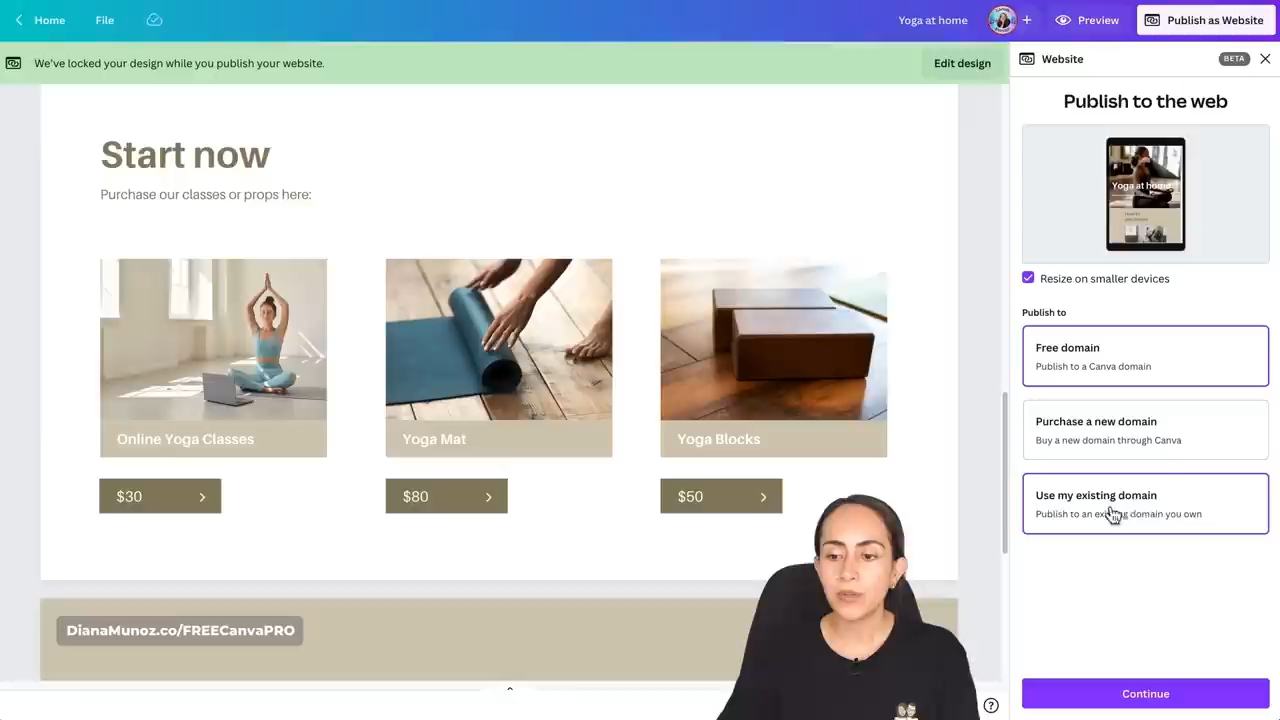 Home
File
Yoga at home
+
Preview
Publish as Website
We've locked your design while you publish your website.
Edit design
Website
BETA
Publish to the web
Start now
Purchase our classes or props here:
Yoga at home
Resize on smaller devices
Publish to
Free domain
Publish to a Canva domain
Purchase a new domain
Buy a new domain through Canva
Use my existing domain
Publish to an existing domain you own
Online Yoga Classes
Yoga Mat
Yoga Blocks
$30
$80
$50
DianaMunoz.co/FREECanvaPRO
Continue
?